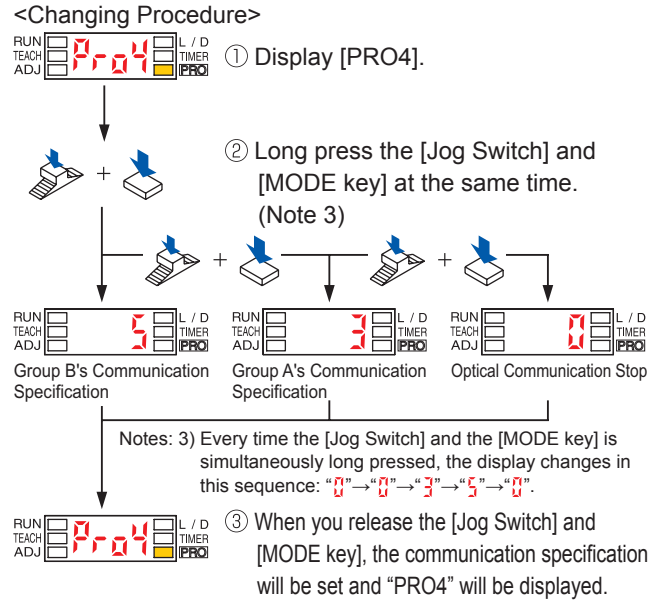 <Changing Procedure>
RUN
TEACH
ADJ
Pro4
L / D
TIMER
PRO
① Display [PRO4].
+
② Long press the [Jog Switch] and
[MODE key] at the same time.
(Note 3)
+
+
RUN
TEACH
ADJ
5
L / D
TIMER
PRO
Group B's Communication
Specification
RUN
TEACH
ADJ
3
L / D
TIMER
PRO
Group A's Communication
Specification
RUN
TEACH
ADJ
0
L / D
TIMER
PRO
Optical Communication Stop
Notes: 3) Every time the [Jog Switch] and the [MODE key] is
simultaneously long pressed, the display changes in
this sequence: “0”→“0”→“3”→“5”→“0”.
RUN
TEACH
ADJ
Pro4
L / D
TIMER
PRO
③ When you release the [Jog Switch] and
[MODE key], the communication specification
will be set and “PRO4” will be displayed.